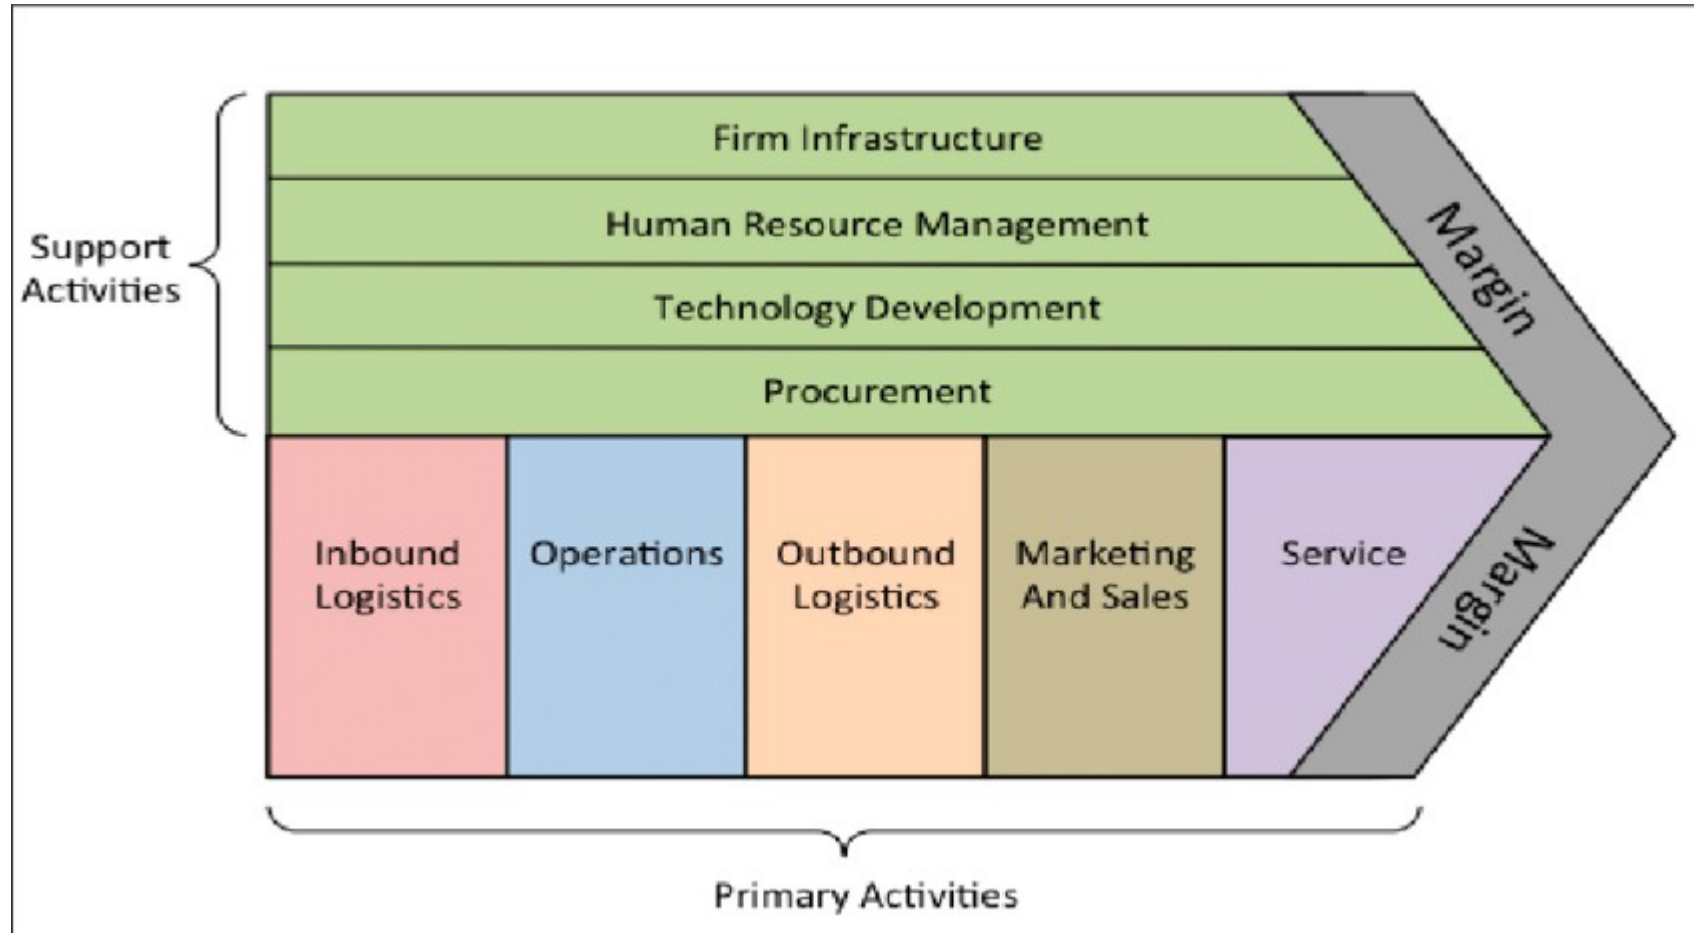 Firm Infrastructure
Human Resource Management
Technology Development
Procurement
Support
Activities
Margin
Inbound
Logistics
Operations
Outbound
Logistics
Marketing
And Sales
Service
Margin
Primary Activities